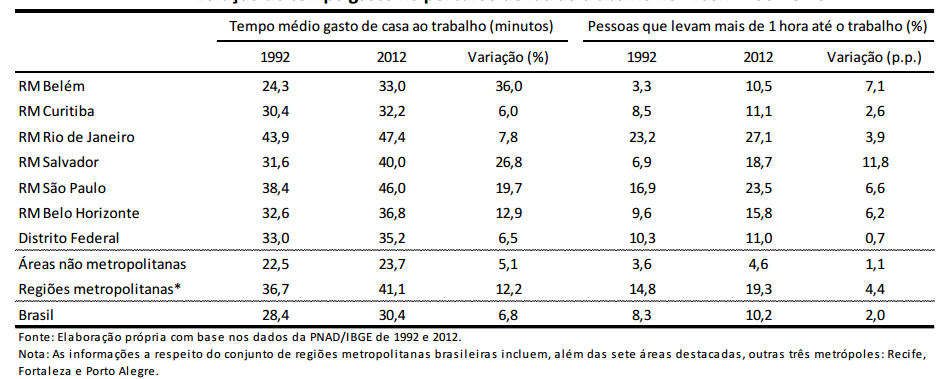 Tempo médio gasto de casa ao trabalho (minutos) Pessoas que levam mais de 1 hora até o trabalho (%)
1992 2012 Variação (%) 1992 2012 Variação (p.p.)
RM Belém 24,3 33,0 36,0 3,3 10,5 7,1
RM Curitiba 30,4 32,2 6,0 8,5 11,1 2,6
RM Rio de Janeiro 43,9 47,4 7,8 23,2 27,1 3,9
RM Salvador 31,6 40,0 26,8 6,9 18,7 11,8
RM São Paulo 38,4 46,0 19,7 16,9 23,5 6,6
RM Belo Horizonte 32,6 36,8 12,9 9,6 15,8 6,2
Distrito Federal 33,0 35,2 6,5 10,3 11,0 0,7
Áreas não metropolitanas 22,5 23,7 5,1 3,6 4,6 1,1
Regiões metropolitanas* 36,7 41,1 12,2 14,8 19,3 4,4
Brasil 28,4 30,4 6,8 8,3 10,2 2,0
Fonte: Elaboração própria com base nos dados da PNAD/IBGE de 1992 e 2012.
Nota: As informações a respeito do conjunto de regiões metropolitanas brasileiras incluem, além das sete áreas destacadas, outras três metrópoles: Recife,
Fortaleza e Porto Alegre.